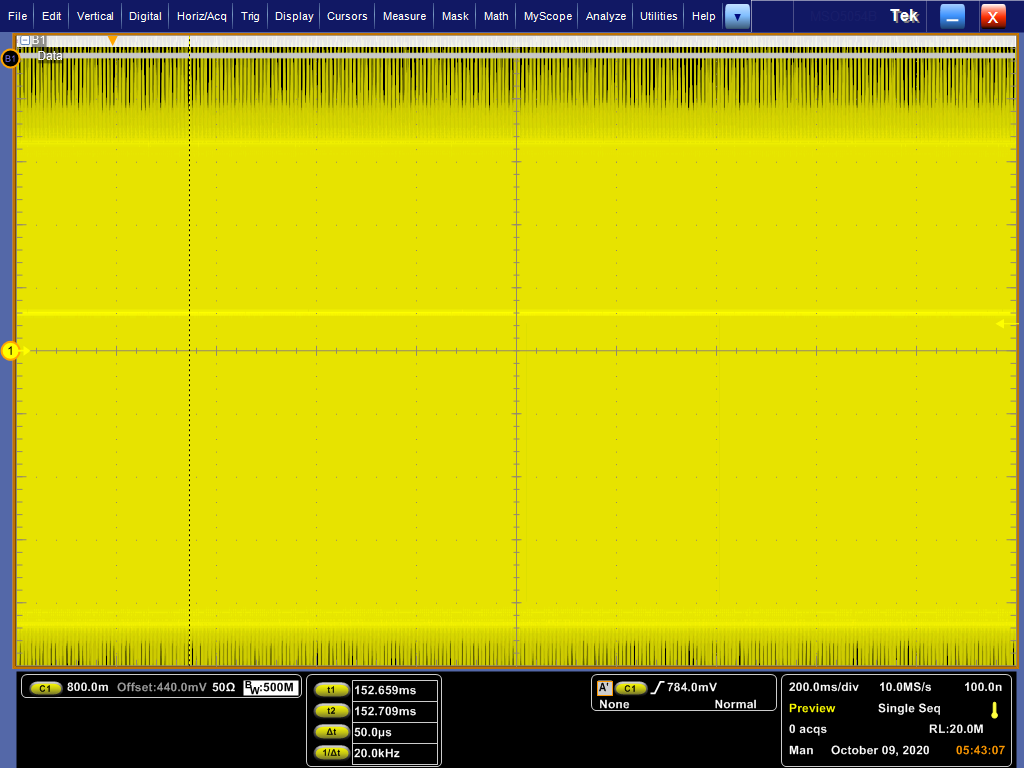 File Edit Vertical Digital Horiz/Acq Trig Display Cursors Measure Mask Math MyScope Analyze Utilities Help ▼ Tek X
B1
B1 Data
1
C1 800.0m Offset:440.0mV 50Ω BW:500M
t1 152.659ms
t2 152.709ms
Δt 50.0µs
1/Δt 20.0kHz
A' C1 784.0mV
None Normal
200.0ms/div 10.0MS/s 100.0n
Preview Single Seq
0 acqs RL:20.0M
Man October 09, 2020 05:43:07